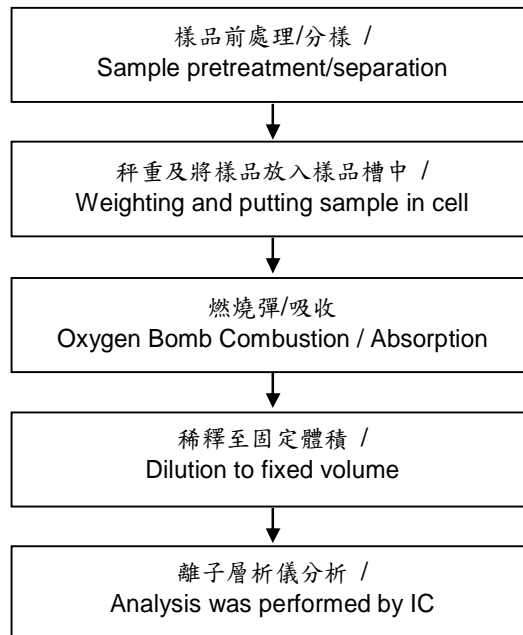 樣品前處理/分樣 /
Sample pretreatment/separation
秤重及將樣品放入樣品槽中 /
Weighting and putting sample in cell
燃燒彈/吸收
Oxygen Bomb Combustion / Absorption
稀釋至固定體積 /
Dilution to fixed volume
離子層析儀分析 /
Analysis was performed by IC